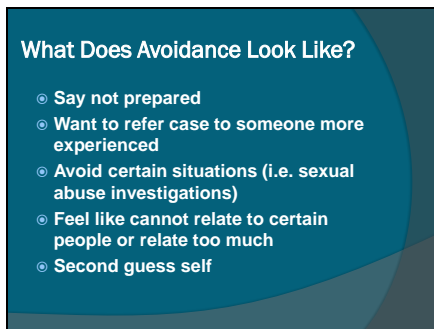 What Does Avoidance Look Like?
Say not prepared
Want to refer case to someone more
experienced
Avoid certain situations (i.e. sexual
abuse investigations)
Feel like cannot relate to certain
people or relate too much
Second guess self